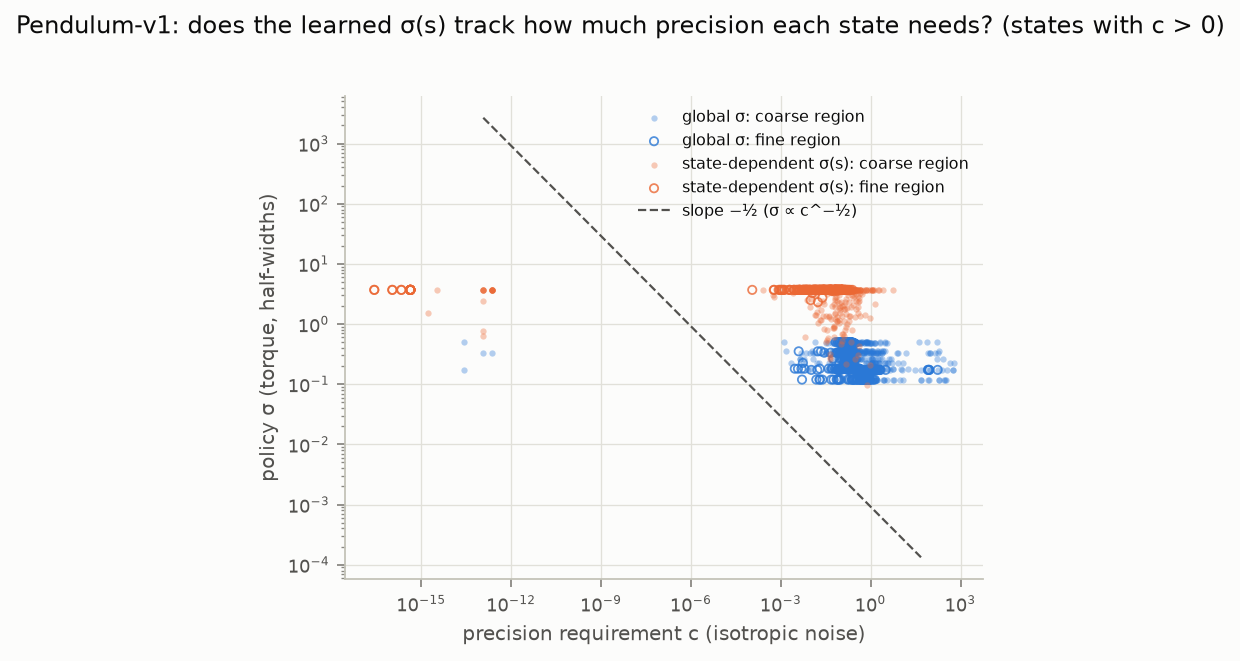 Pendulum-v1: does the learned σ(s) track how much precision each state needs? (states with c > 0)
global σ: coarse region
global σ: fine region
state-dependent σ(s): coarse region
state-dependent σ(s): fine region
slope −½ (σ ∝ c^−½)
policy σ (torque, half-widths)
10³
10²
10¹
10⁰
10⁻¹
10⁻²
10⁻³
10⁻⁴
10⁻¹⁵ 10⁻¹² 10⁻⁹ 10⁻⁶ 10⁻³ 10⁰ 10³
precision requirement c (isotropic noise)